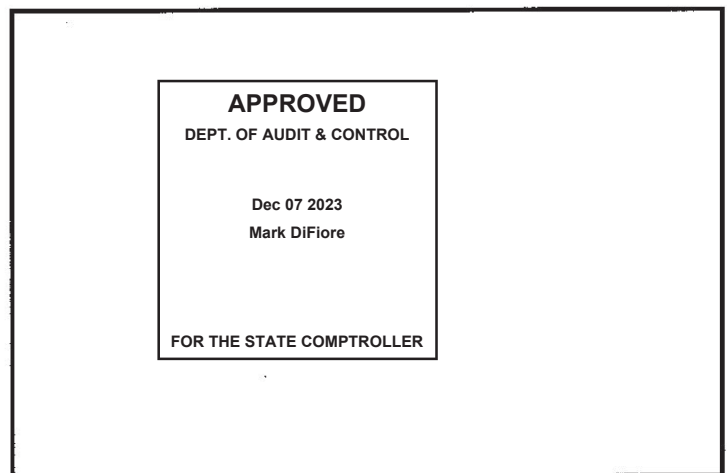 APPROVED
DEPT. OF AUDIT & CONTROL
Dec 07 2023
Mark DiFiore
FOR THE STATE COMPTROLLER